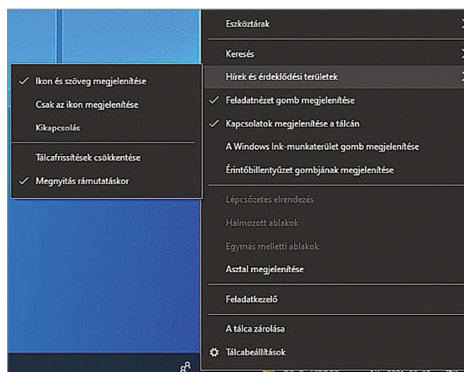 Eszköztárak
Keresés
Hírek és érdeklődési területek
Feladatnézet gomb megjelenítése
Kapcsolatok megjelenítése a tálcán
A Windows Ink-munkaterület gomb megjelenítése
Érintőbillentyűzet gombjának megjelenítése
Lépcsőzetes elrendezés
Halmozott ablakok
Egymás melletti ablakok
Asztal megjelenítése
Feladatkezelő
A tálca zárolása
Tálcabeállítások
Ikon és szöveg megjelenítése
Csak az ikon megjelenítése
Kikapcsolás
Tálcafrissítések csökkentése
Megnyitás rámutatáskor